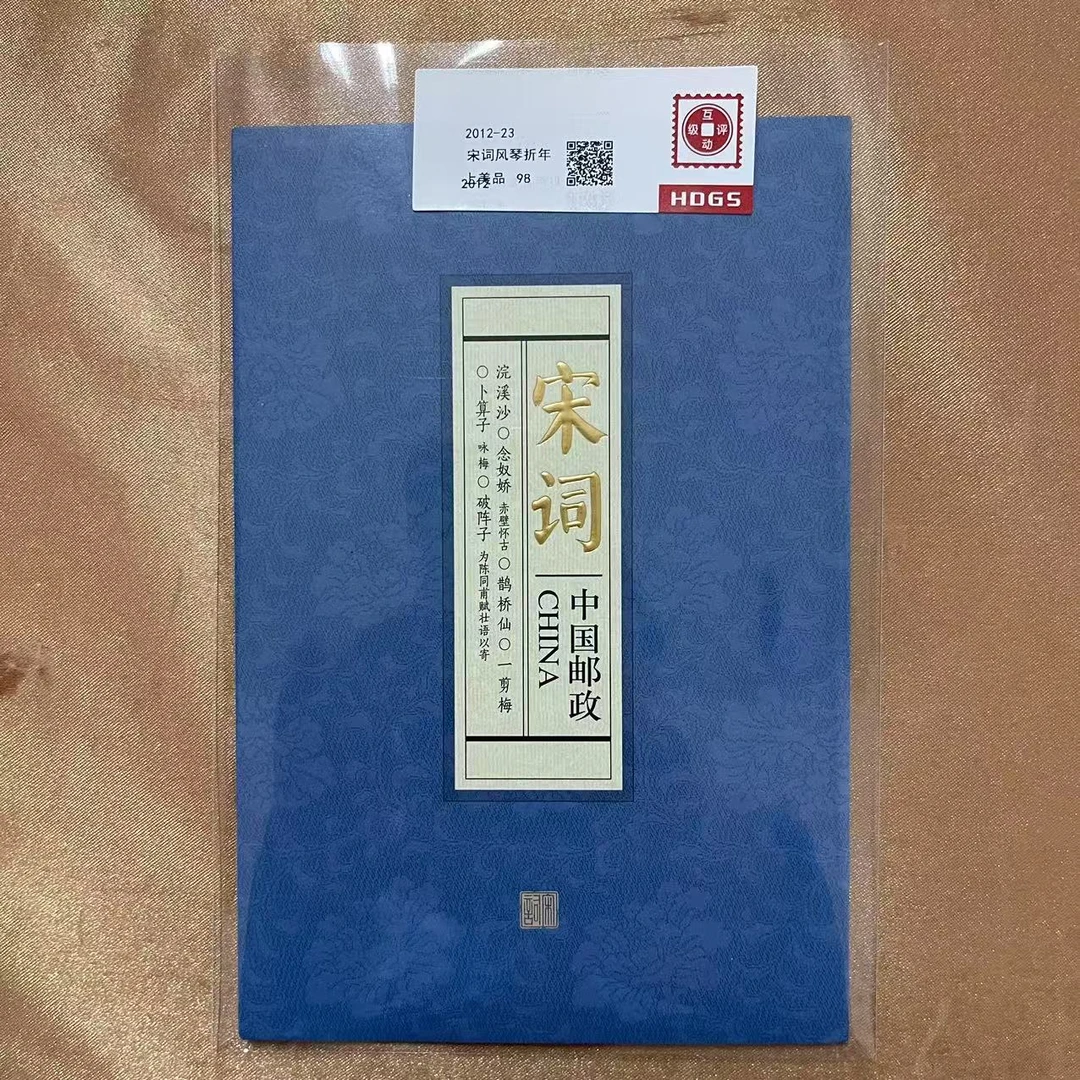 2012-23
宋词风琴折年
上美品 98
2012
互
级 评
动
HDGS
宋词
中国邮政
CHINA
浣溪沙○念奴娇 赤壁怀古○鹊桥仙○一剪梅
○卜算子 咏梅○破阵子 为陈同甫赋壮语以寄
宋詞